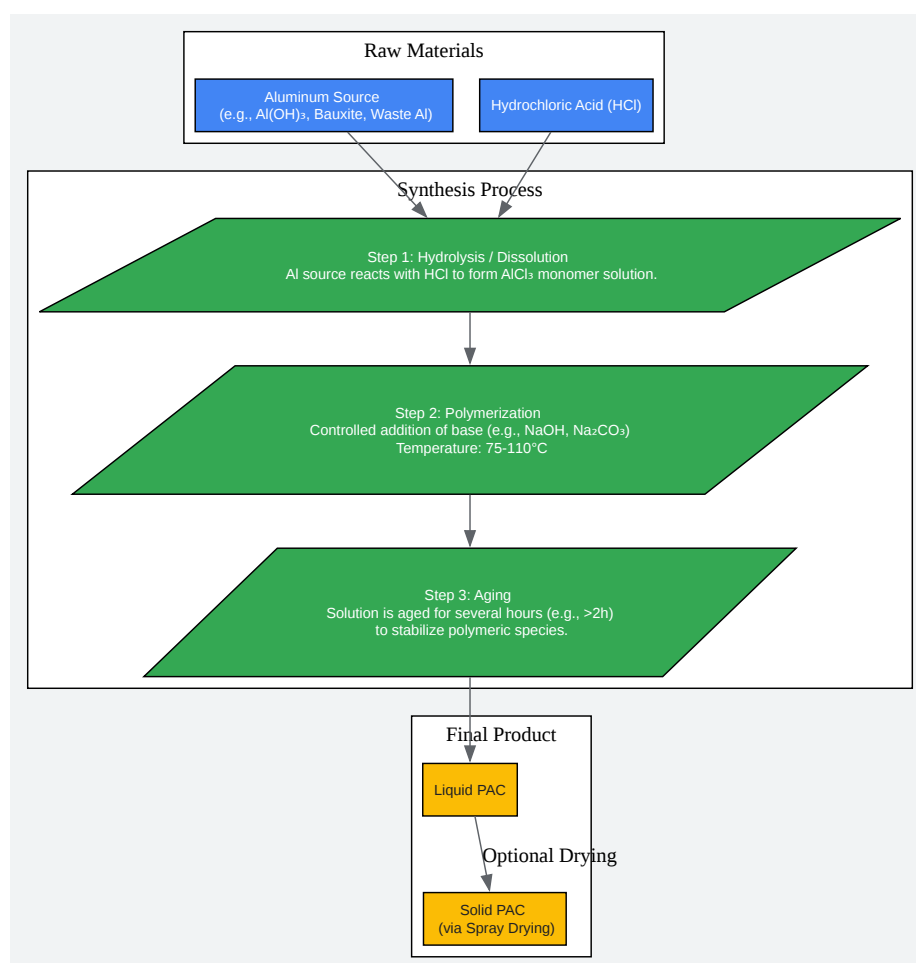 Raw Materials
Aluminum Source
(e.g., Al(OH)₃, Bauxite, Waste Al)
Hydrochloric Acid (HCl)
Synthesis Process
Step 1: Hydrolysis / Dissolution
Al source reacts with HCl to form AlCl₃ monomer solution.
Step 2: Polymerization
Controlled addition of base (e.g., NaOH, Na₂CO₃)
Temperature: 75-110°C
Step 3: Aging
Solution is aged for several hours (e.g., >2h)
to stabilize polymeric species.
Final Product
Liquid PAC
Optional Drying
Solid PAC
(via Spray Drying)